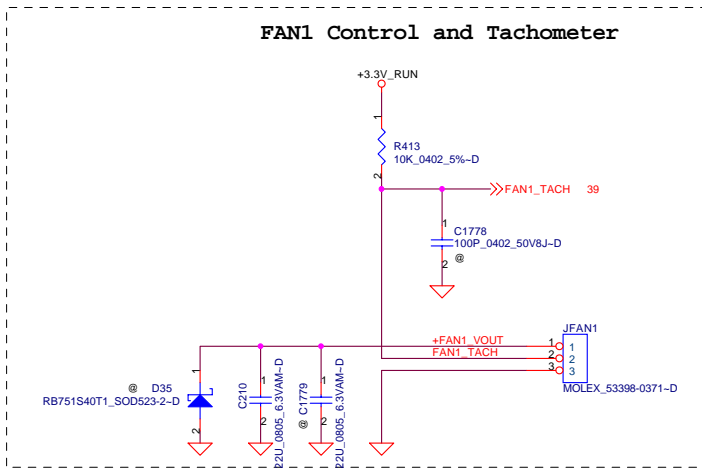 FAN1 Control and Tachometer
+3.3V_RUN
1
R413
10K_0402_5%~D
2
FAN1_TACH 39
1
C1778
100P_0402_50V8J~D
2
@
JFAN1
+FAN1_VOUT
1
1
FAN1_TACH
2
2
3
3
MOLEX_53398-0371~D
1
@ D35
RB751S40T1_SOD523-2~D
2
C210
1
2
22U_0805_6.3VAM~D
@ C1779
1
2
22U_0805_6.3VAM~D